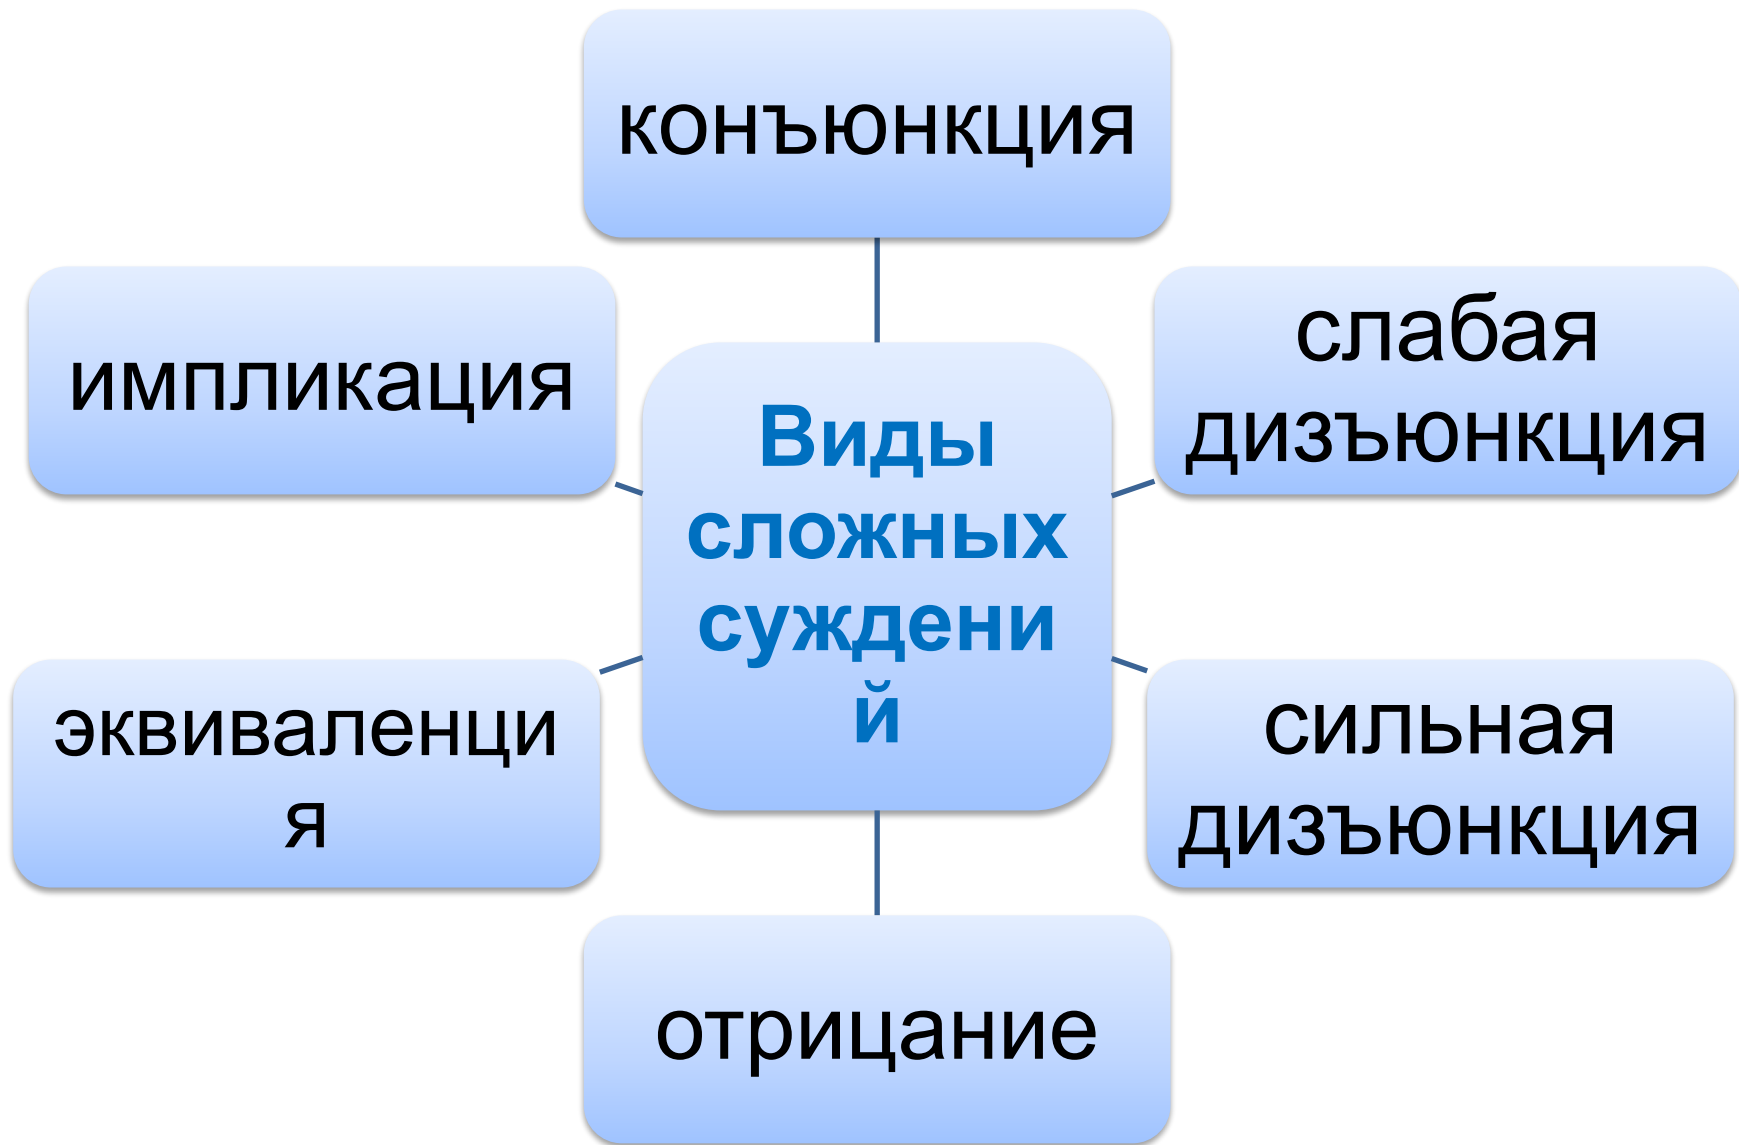 конъюнкция
импликация
слабая
дизъюнкция
Виды
сложных
суждени
й
эквиваленци
я
сильная
дизъюнкция
отрицание